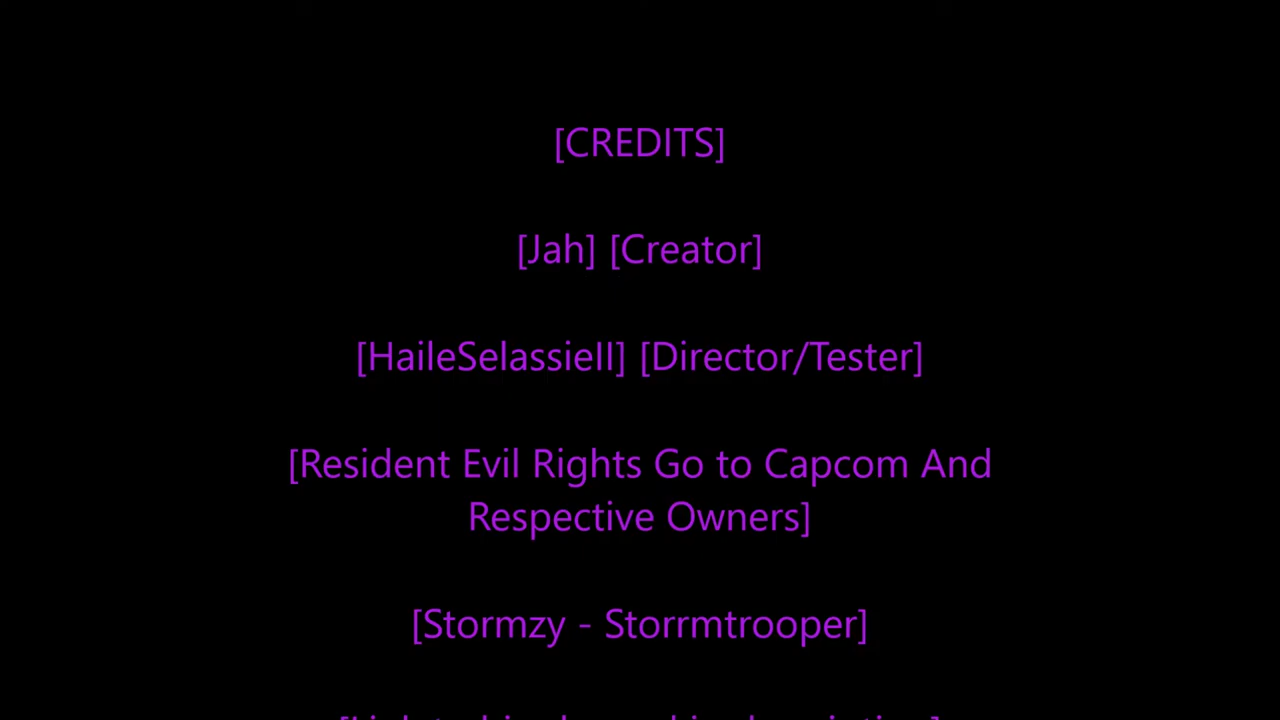 [CREDITS]
[Jah] [Creator]
[HaileSelassieII] [Director/Tester]
[Resident Evil Rights Go to Capcom And
Respective Owners]
[Stormzy - Storrmtrooper]